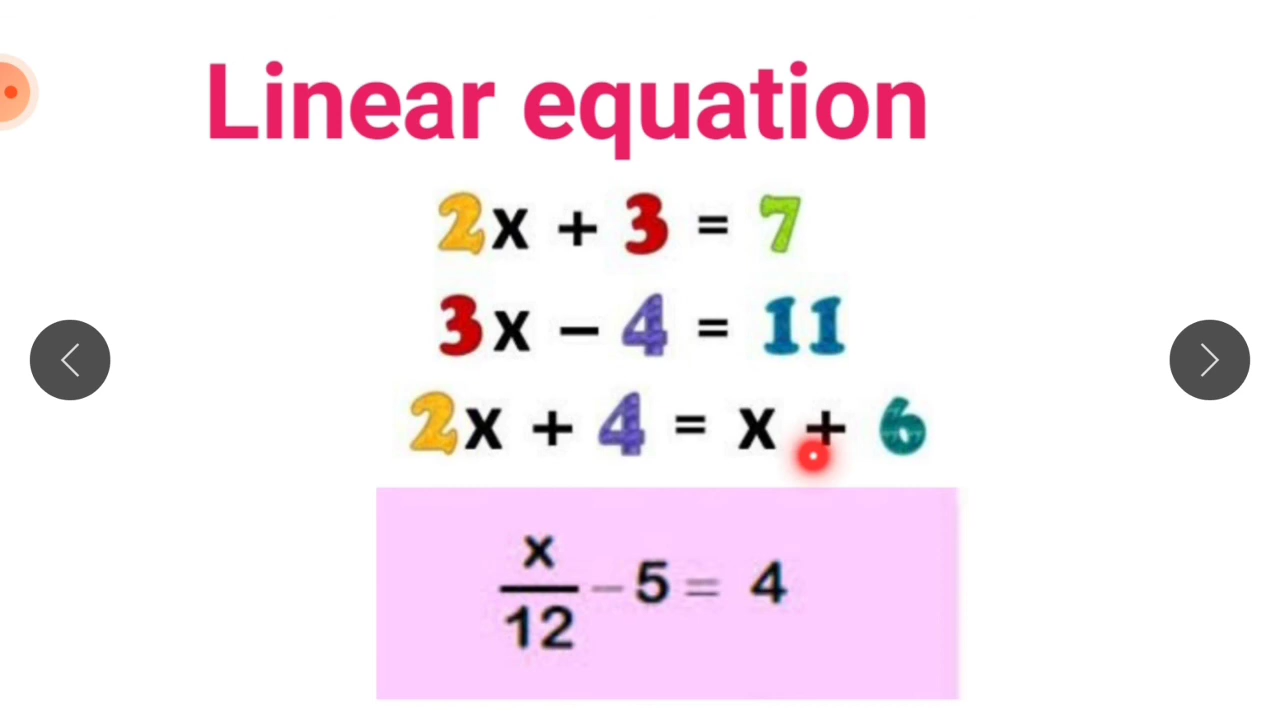 Linear equation
2x + 3 = 7
3x − 4 = 11
2x + 4 = x + 6
x
12
− 5 = 4